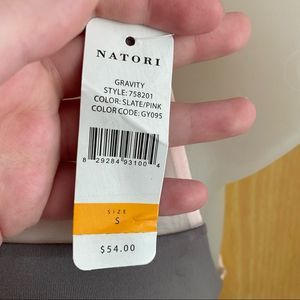 NATORI
GRAVITY
STYLE: 758201
COLOR: SLATE/PINK
COLOR CODE: GY095
8 29284 93100 4
SIZE
S
$54.00